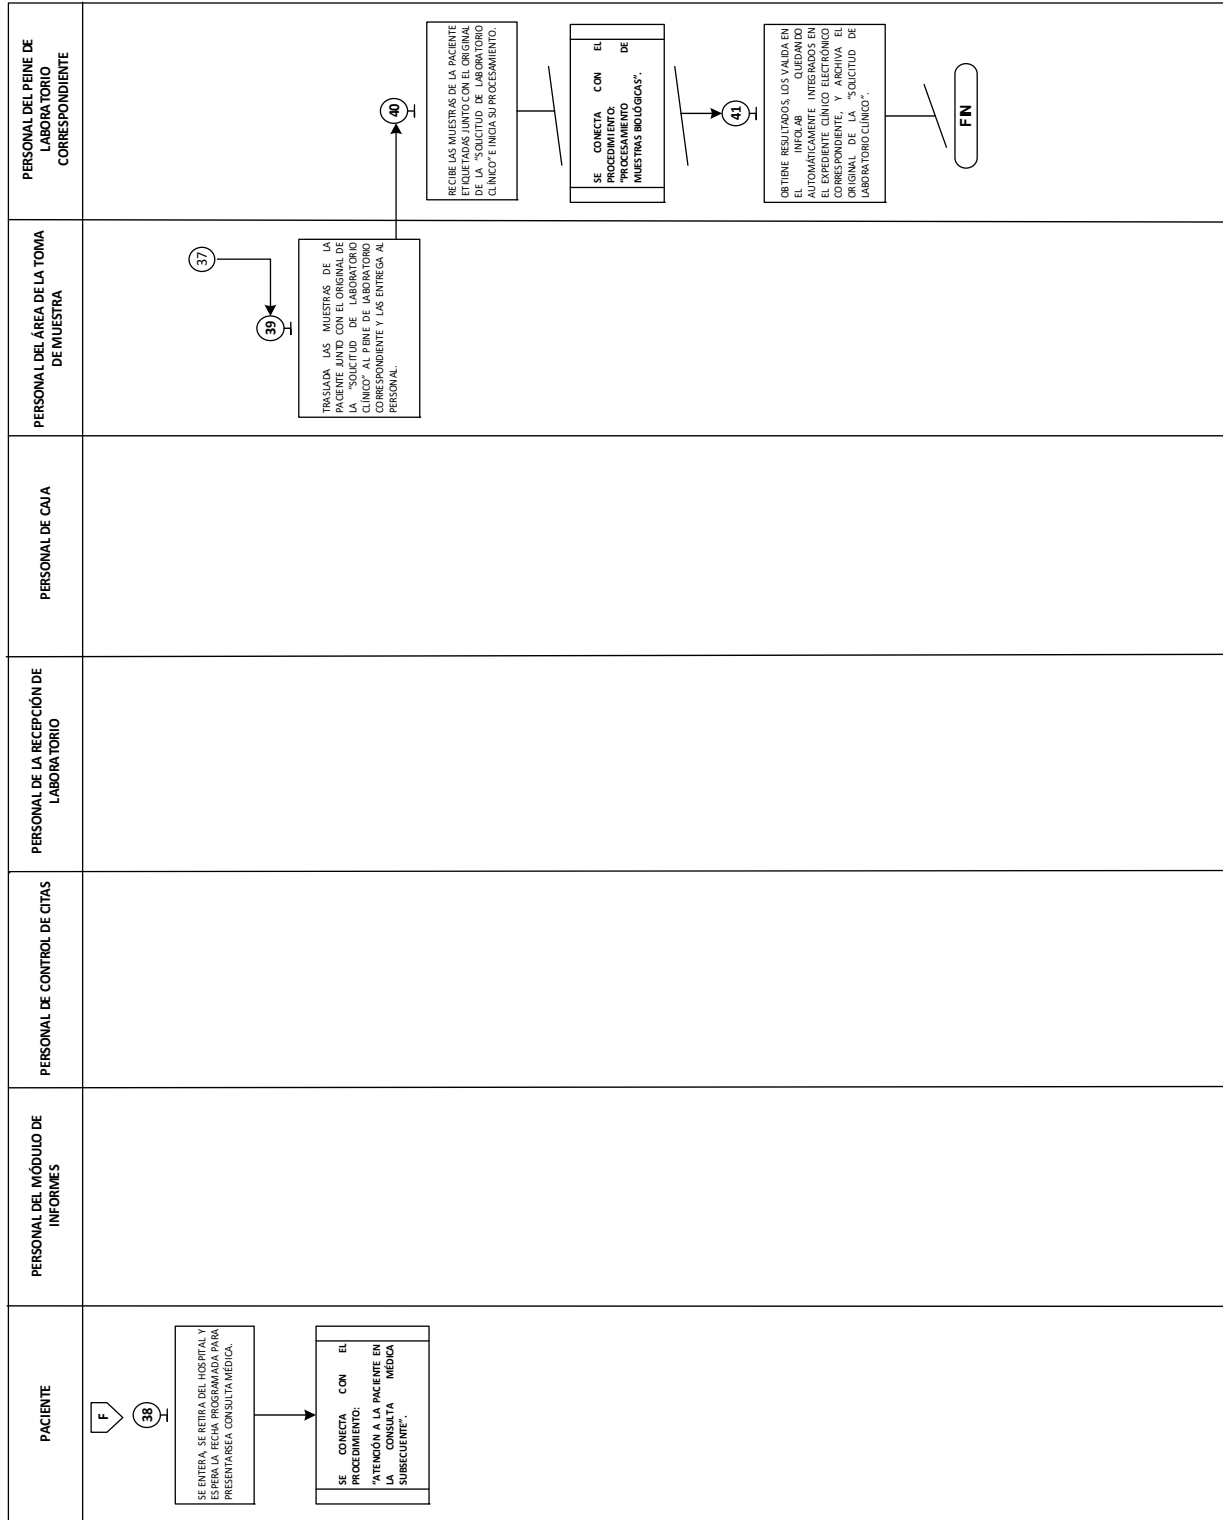 PACIENTE
PERSONAL DEL MÓDULO DE
INFORMES
PERSONAL DE CONTROL DE CITAS
PERSONAL DE LA RECEPCIÓN DE
LABORATORIO
PERSONAL DE CAJA
PERSONAL DEL ÁREA DE LA TOMA
DE MUESTRA
PERSONAL DEL PEINE DE
LABORATORIO
CORRESPONDIENTE
F
38
SE ENTERA, SE RETIRA DEL HOSPITAL Y
ESPERA LA FECHA PROGRAMADA PARA
PRESENTARSE A CONSULTA MÉDICA.
SE CONECTA CON EL
PROCEDIMIENTO:
"ATENCIÓN A LA PACIENTE EN
LA CONSULTA MÉDICA
SUBSECUENTE".
37
39
TRASLADA LAS MUESTRAS DE LA
PACIENTE JUNTO CON EL ORIGINAL DE
LA "SOLICITUD DE LABORATORIO
CLÍNICO" AL PEINE DE LABORATORIO
CORRESPONDIENTE Y LAS ENTREGA AL
PERSONAL.
40
RECIBE LAS MUESTRAS DE LA PACIENTE
ETIQUETADAS JUNTO CON EL ORIGINAL
DE LA "SOLICITUD DE LABORATORIO
CLÍNICO" E INICIA SU PROCESAMIENTO.
SE CONECTA CON EL
PROCEDIMIENTO:
"PROCESAMIENTO DE
MUESTRAS BIOLÓGICAS".
41
OBTIENE RESULTADOS, LOS VALIDA EN
EL INFOLAB QUEDANDO
AUTOMÁTICAMENTE INTEGRADOS EN
EL EXPEDIENTE CLÍNICO ELECTRÓNICO
CORRESPONDIENTE, Y ARCHIVA EL
ORIGINAL DE LA "SOLICITUD DE
LABORATORIO CLÍNICO".
FIN